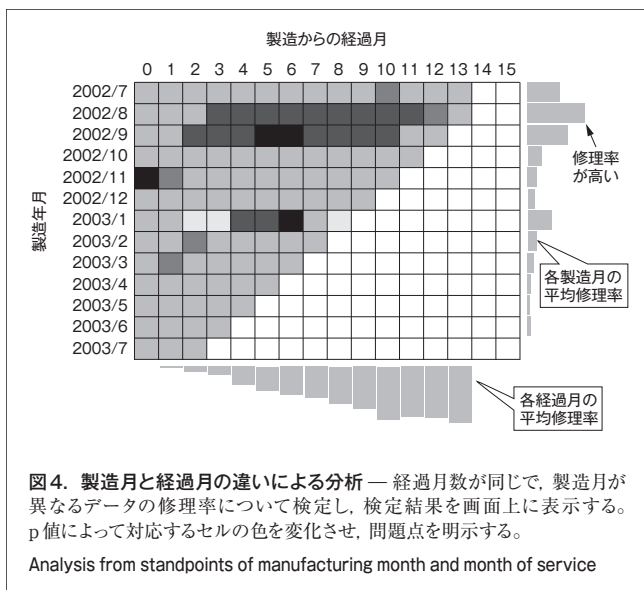 製造からの経過月
0 1 2 3 4 5 6 7 8 9 10 11 12 13 14 15
製造年月
2002/7
2002/8
2002/9
2002/10
2002/11
2002/12
2003/1
2003/2
2003/3
2003/4
2003/5
2003/6
2003/7
修理率
が高い
各製造月の
平均修理率
各経過月の
平均修理率
図4. 製造月と経過月の違いによる分析 — 経過月数が同じで，製造月が
異なるデータの修理率について検定し，検定結果を画面上に表示する。
p値によって対応するセルの色を変化させ，問題点を明示する。
Analysis from standpoints of manufacturing month and month of service